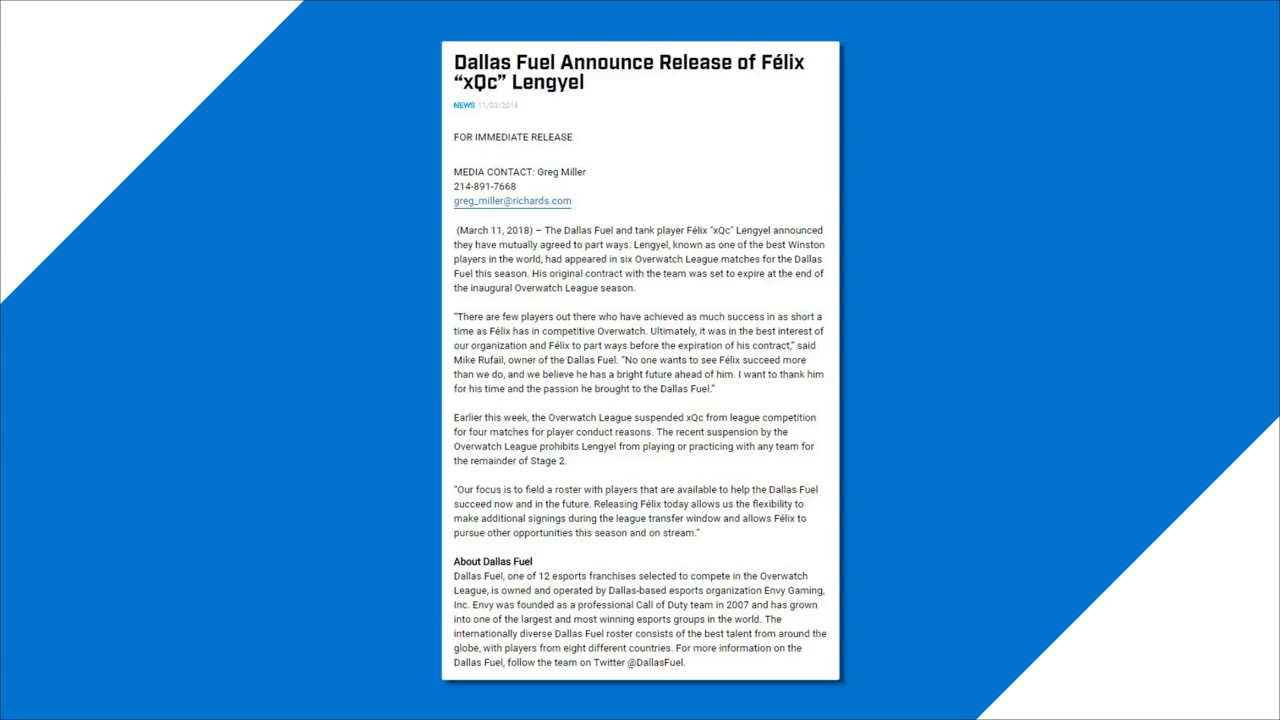 Dallas Fuel Announce Release of Félix
“xQc” Lengyel
NEWS 11/03/2018
FOR IMMEDIATE RELEASE
MEDIA CONTACT: Greg Miller
214-891-7668
greg_miller@richards.com
(March 11, 2018) – The Dallas Fuel and tank player Félix "xQc" Lengyel announced
they have mutually agreed to part ways. Lengyel, known as one of the best Winston
players in the world, had appeared in six Overwatch League matches for the Dallas
Fuel this season. His original contract with the team was set to expire at the end of
the inaugural Overwatch League season.
“There are few players out there who have achieved as much success in as short a
time as Félix has in competitive Overwatch. Ultimately, it was in the best interest of
our organization and Félix to part ways before the expiration of his contract,” said
Mike Rufail, owner of the Dallas Fuel. “No one wants to see Félix succeed more
than we do, and we believe he has a bright future ahead of him. I want to thank him
for his time and the passion he brought to the Dallas Fuel.”
Earlier this week, the Overwatch League suspended xQc from league competition
for four matches for player conduct reasons. The recent suspension by the
Overwatch League prohibits Lengyel from playing or practicing with any team for
the remainder of Stage 2.
“Our focus is to field a roster with players that are available to help the Dallas Fuel
succeed now and in the future. Releasing Félix today allows us the flexibility to
make additional signings during the league transfer window and allows Félix to
pursue other opportunities this season and on stream.”
About Dallas Fuel
Dallas Fuel, one of 12 esports franchises selected to compete in the Overwatch
League, is owned and operated by Dallas-based esports organization Envy Gaming,
Inc. Envy was founded as a professional Call of Duty team in 2007 and has grown
into one of the largest and most winning esports groups in the world. The
internationally diverse Dallas Fuel roster consists of the best talent from around the
globe, with players from eight different countries. For more information on the
Dallas Fuel, follow the team on Twitter @DallasFuel.